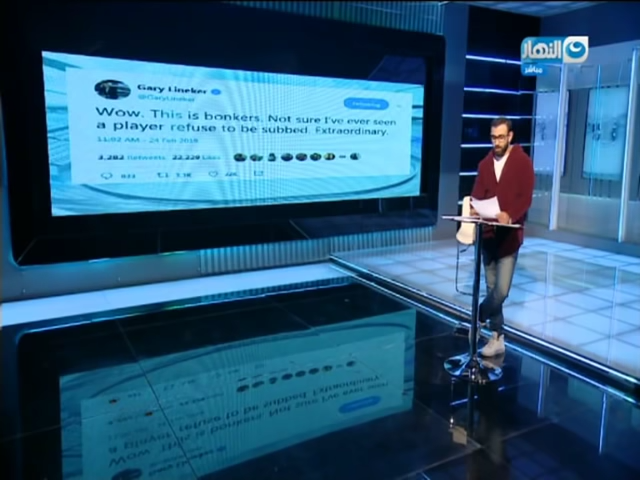 النهار
مباشر
Gary Lineker
@GaryLineker
Following
Wow. This is bonkers. Not sure I've ever seen
a player refuse to be subbed. Extraordinary.
11:02 AM - 24 Feb 2019
3,282 Retweets 22,229 Likes